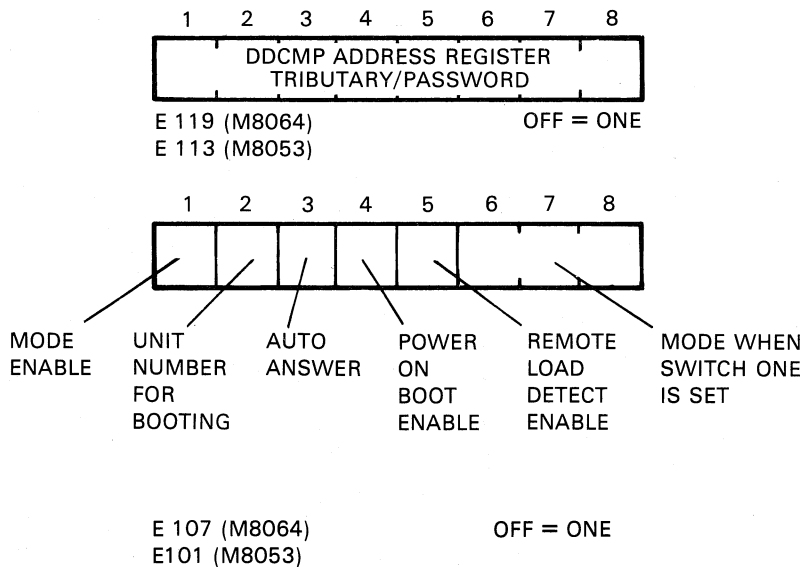 1 2 3 4 5 6 7 8
DDCMP ADDRESS REGISTER
TRIBUTARY/PASSWORD
E 119 (M8064) OFF = ONE
E 113 (M8053)
1 2 3 4 5 6 7 8
MODE
ENABLE
UNIT
NUMBER
FOR
BOOTING
AUTO
ANSWER
POWER
ON
BOOT
ENABLE
REMOTE
LOAD
DETECT
ENABLE
MODE WHEN
SWITCH ONE
IS SET
E 107 (M8064) OFF = ONE
E101 (M8053)